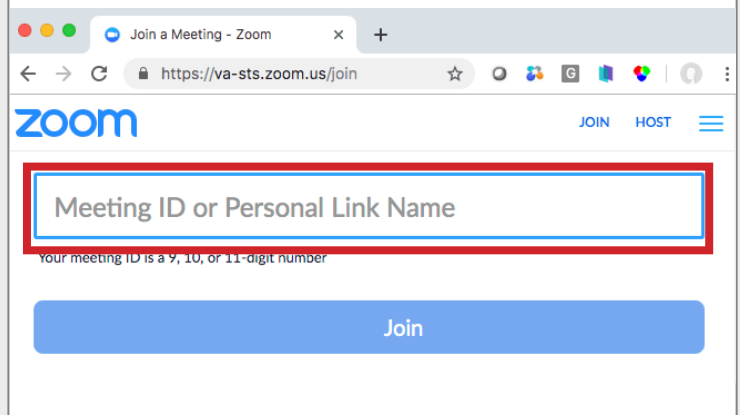 Join a Meeting - Zoom
https://va-sts.zoom.us/join
G
zoom
JOIN HOST
Meeting ID or Personal Link Name
Your meeting ID is a 9, 10, or 11-digit number
Join